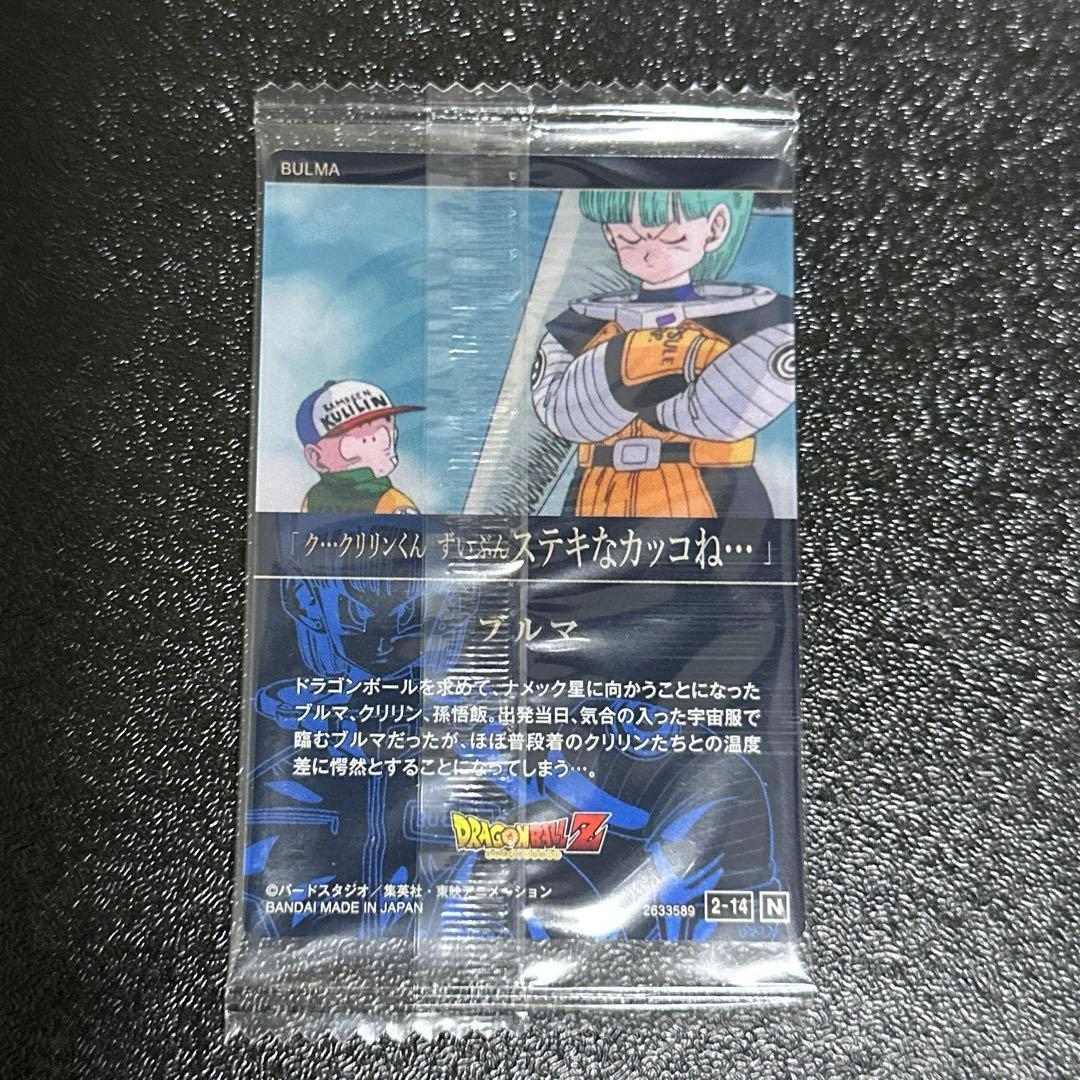 BULMA
KAMESEN
KULILIN
SULE
「ク…クリリンくん ずいぶんステキなカッコね…」
ブルマ
ドラゴンボールを求めて、ナメック星に向かうことになった
ブルマ、クリリン、孫悟飯。出発当日、気合の入った宇宙服で
臨むブルマだったが、ほぼ普段着のクリリンたちとの温度
差に愕然とすることになってしまう…。
DRAGONBALL Z
©バードスタジオ／集英社・東映アニメーション
BANDAI MADE IN JAPAN
2633589 2-14 N